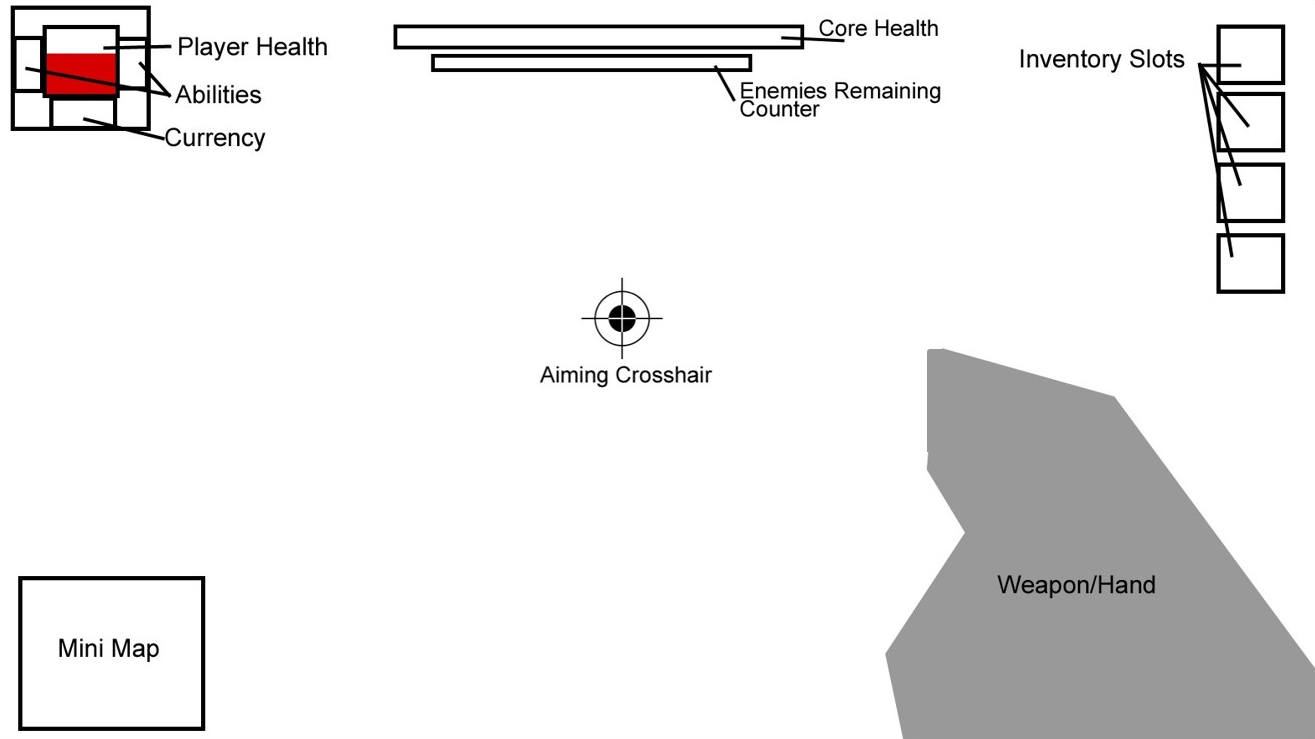 Player Health
Abilities
Currency
Core Health
Enemies Remaining
Counter
Inventory Slots
Aiming Crosshair
Weapon/Hand
Mini Map